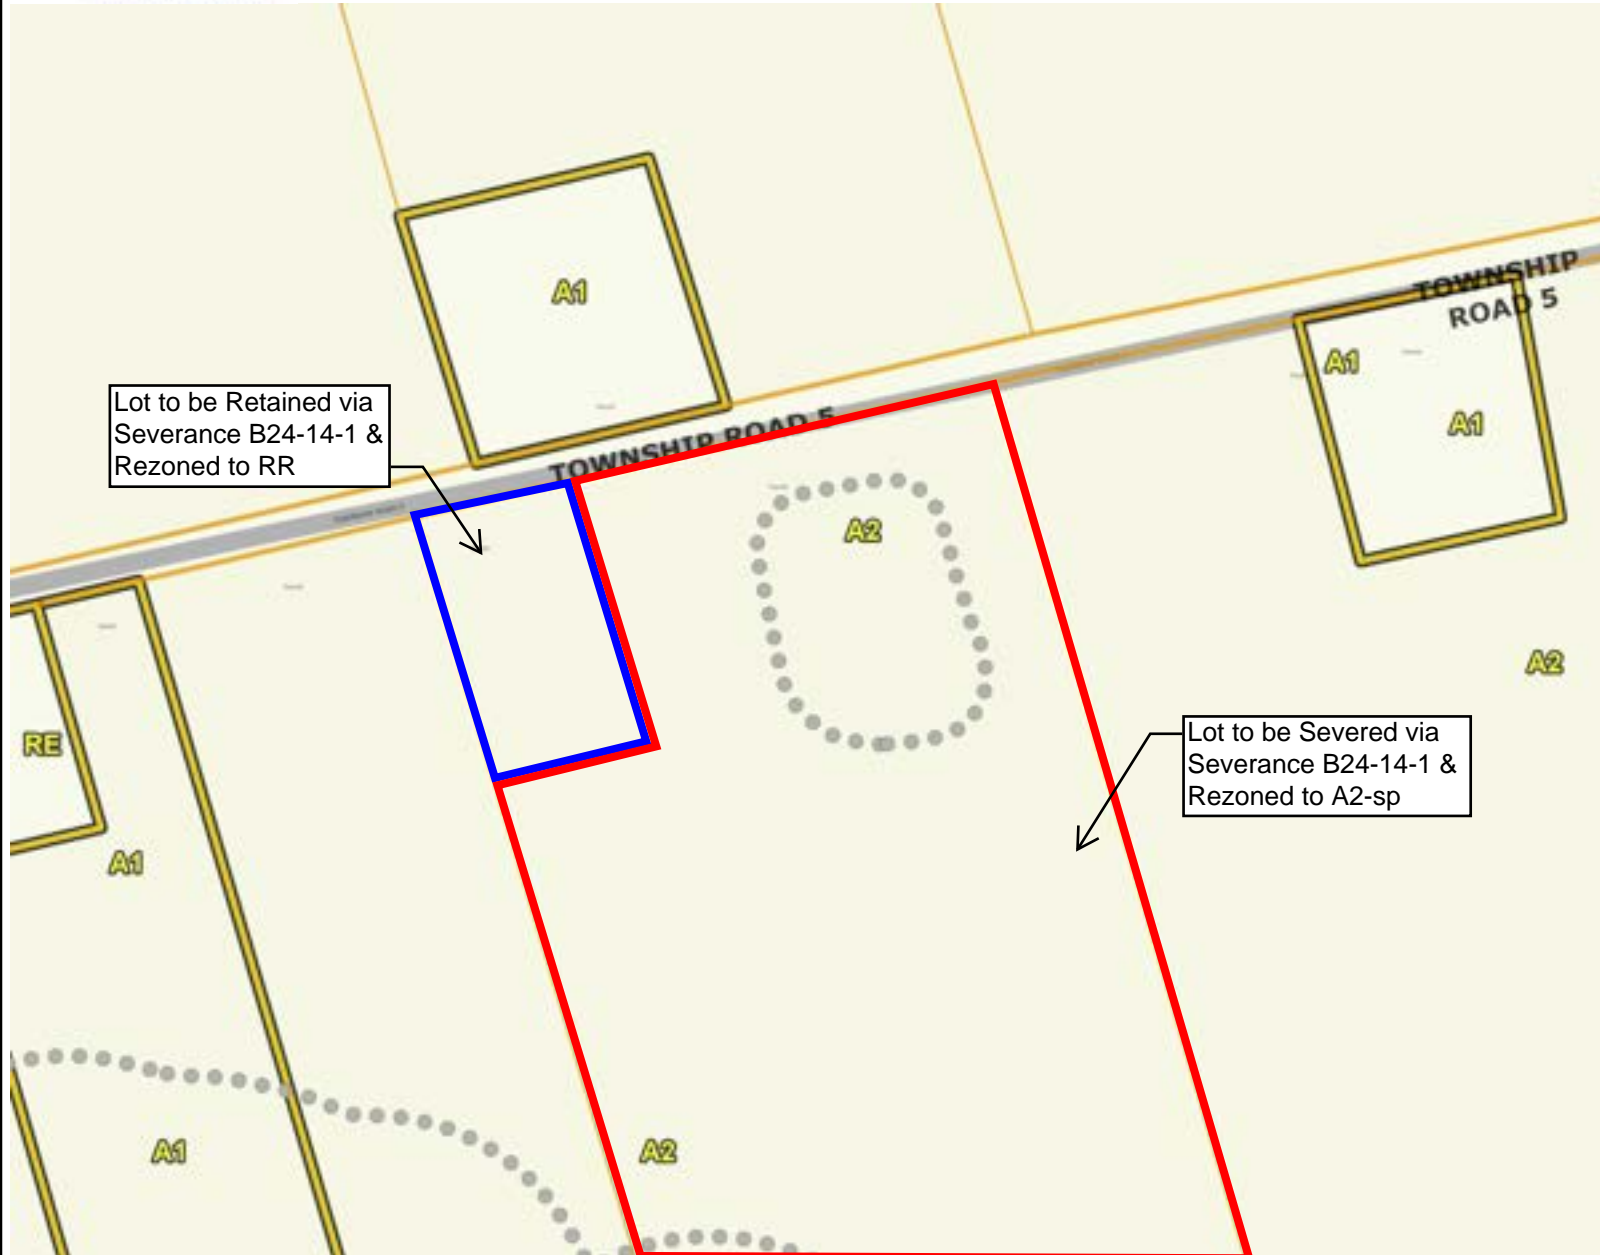 A1
TOWNSHIP
ROAD 5
A1
A1
Lot to be Retained via
Severance B24-14-1 &
Rezoned to RR
TOWNSHIP ROAD 5
A2
A2
RE
Lot to be Severed via
Severance B24-14-1 &
Rezoned to A2-sp
A1
A1
A2